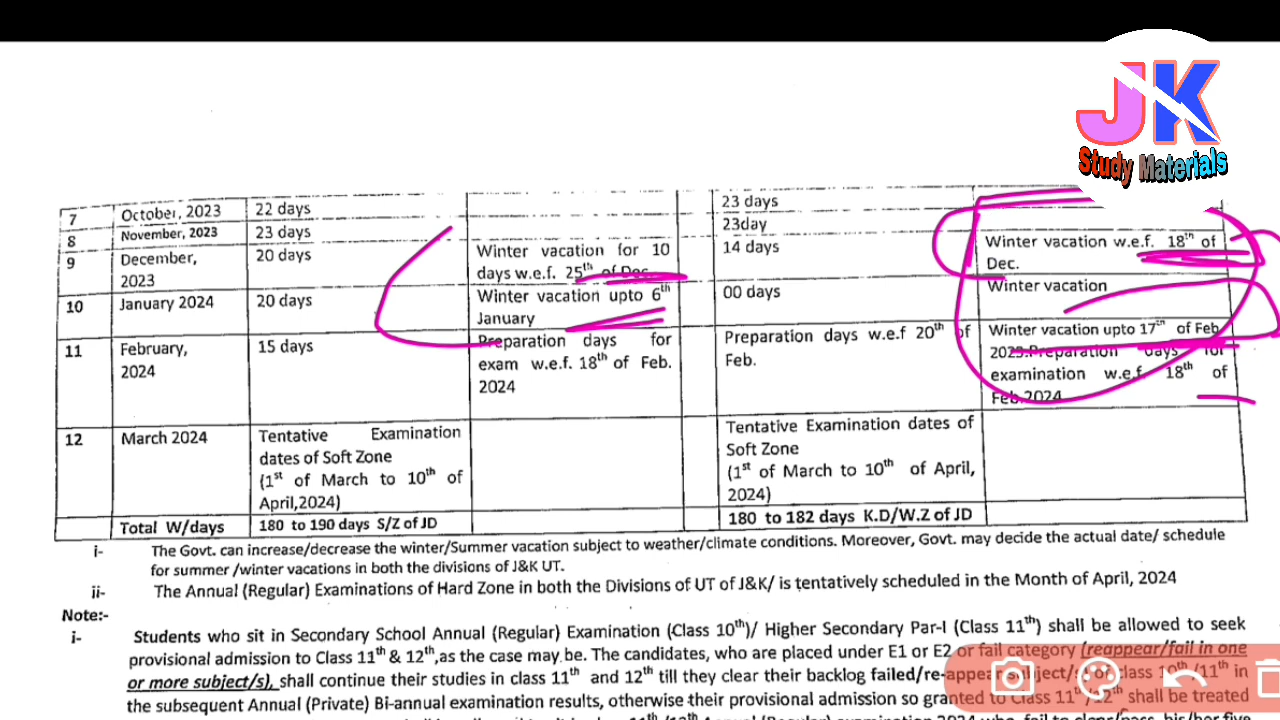 JK
Study Materials
7 October, 2023 22 days 23 days
8 November, 2023 23 days 23day
9 December, 2023 20 days Winter vacation for 10 days w.e.f. 25th of Dec 14 days Winter vacation w.e.f. 18th of Dec.
10 January 2024 20 days Winter vacation upto 6th January 00 days Winter vacation
11 February, 2024 15 days Preparation days for exam w.e.f. 18th of Feb. 2024 Preparation days w.e.f 20th of Feb. Winter vacation upto 17th of Feb. 2023.Preparation days for examination w.e.f. 18th of Feb.2024
12 March 2024 Tentative Examination dates of Soft Zone (1st of March to 10th of April,2024) Tentative Examination dates of Soft Zone (1st of March to 10th of April, 2024)
Total W/days 180 to 190 days S/Z of JD 180 to 182 days K.D/W.Z of JD
i- The Govt. can increase/decrease the winter/Summer vacation subject to weather/climate conditions. Moreover, Govt. may decide the actual date/ schedule
for summer /winter vacations in both the divisions of J&K UT.
ii- The Annual (Regular) Examinations of Hard Zone in both the Divisions of UT of J&K/ is tentatively scheduled in the Month of April, 2024
Note:-
i- Students who sit in Secondary School Annual (Regular) Examination (Class 10th)/ Higher Secondary Par-I (Class 11th) shall be allowed to seek
provisional admission to Class 11th & 12th,as the case may be. The candidates, who are placed under E1 or E2 or fail category (reappear/fail in one
or more subject/s), shall continue their studies in class 11th and 12th till they clear their backlog failed/re-appear subject/s of class 10th /11th in
the subsequent Annual (Private) Bi-annual examination results, otherwise their provisional admission so granted to Class 11th/12th shall be treated